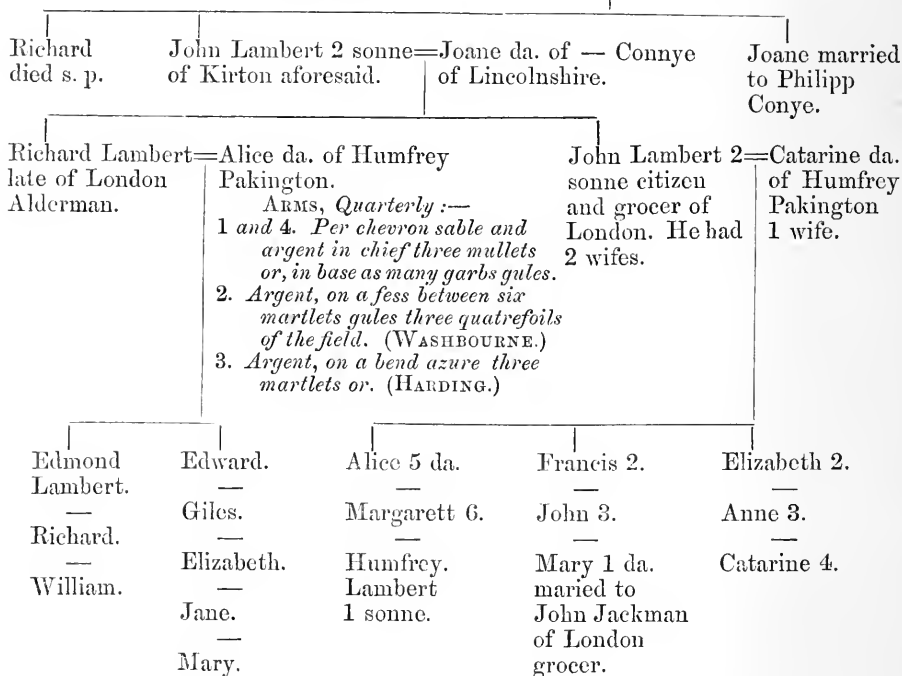 Richard
died s. p.
John Lambert 2 sonne=Joane da. of — Connye
of Kirton aforesaid. of Lincolnshire.
Joane married
to Philipp
Conye.
Richard Lambert=Alice da. of Humfrey
late of London Pakington.
Alderman.
ARMS, Quarterly :—
1 and 4. Per chevron sable and
argent in chief three mullets
or, in base as many garbs gules.
2. Argent, on a fess between six
martlets gules three quatrefoils
of the field. (WASHBOURNE.)
3. Argent, on a bend azure three
martlets or. (HARDING.)
John Lambert 2=Catarine da.
sonne citizen of Humfrey
and grocer of Pakington
London. He had 1 wife.
2 wifes.
Edmond
Lambert.
—
Richard.
—
William.
Edward.
—
Giles.
—
Elizabeth.
—
Jane.
—
Mary.
Alice 5 da.
—
Margarett 6.
—
Humfrey.
Lambert
1 sonne.
Francis 2.
—
John 3.
—
Mary 1 da.
maried to
John Jackman
of London
grocer.
Elizabeth 2.
—
Anne 3.
—
Catarine 4.